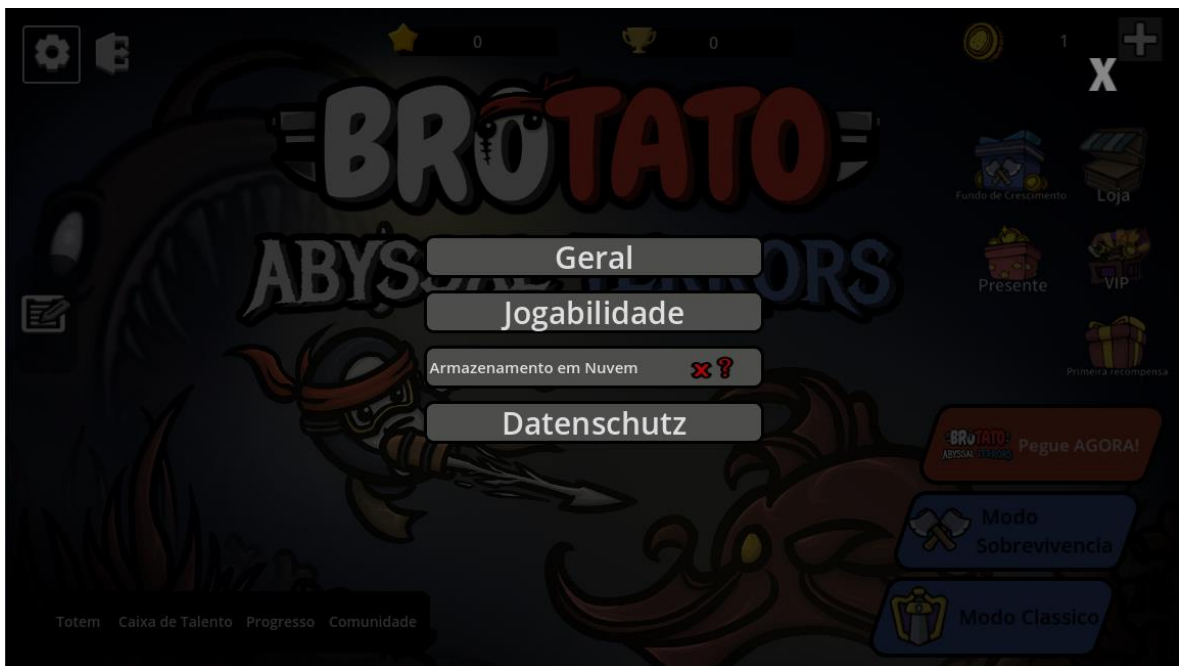 0
0
1
X
BROTATO
ABYSSAL TERRORS
Fundo de Crescimento
Loja
Presente
VIP
Primeira recompensa
Geral
Jogabilidade
Armazenamento em Nuvem x ?
Datenschutz
BROTATO
ABYSSAL TERRORS
Pegue AGORA!
Modo
Sobrevivencia
Modo Classico
Totem Caixa de Talento Progresso Comunidade